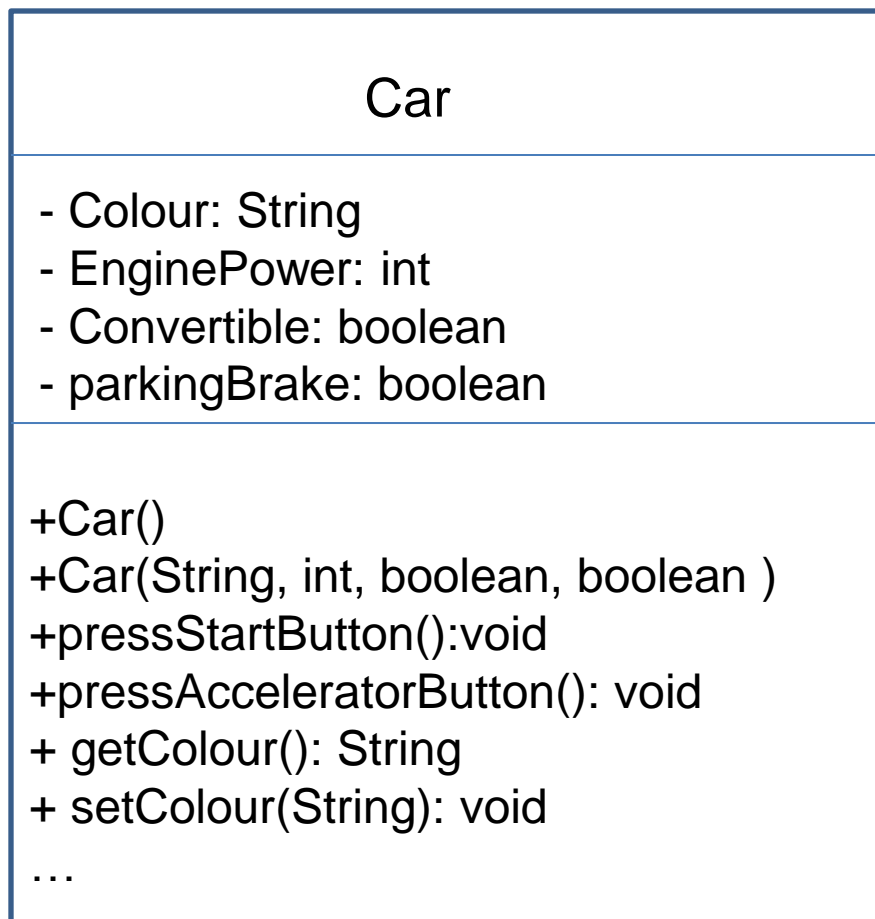 Car
- Colour: String
- EnginePower: int
- Convertible: boolean
- parkingBrake: boolean
+Car()
+Car(String, int, boolean, boolean )
+pressStartButton():void
+pressAcceleratorButton(): void
+ getColour(): String
+ setColour(String): void
…